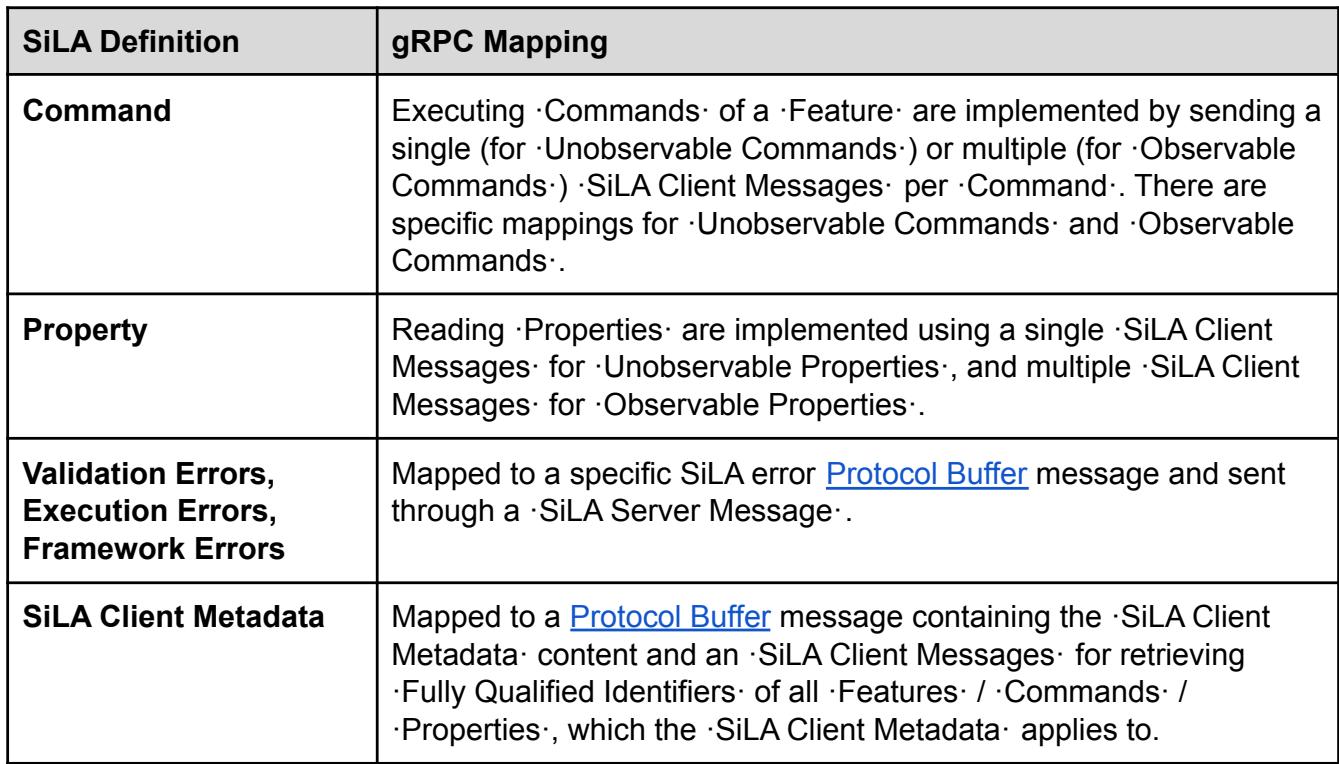 SiLA Definition
gRPC Mapping
Command
Executing ·Commands· of a ·Feature· are implemented by sending a
single (for ·Unobservable Commands·) or multiple (for ·Observable
Commands·) ·SiLA Client Messages· per ·Command·. There are
specific mappings for ·Unobservable Commands· and ·Observable
Commands·.
Property
Reading ·Properties· are implemented using a single ·SiLA Client
Messages· for ·Unobservable Properties·, and multiple ·SiLA Client
Messages· for ·Observable Properties·.
Validation Errors,
Execution Errors,
Framework Errors
Mapped to a specific SiLA error Protocol Buffer message and sent
through a ·SiLA Server Message·.
SiLA Client Metadata
Mapped to a Protocol Buffer message containing the ·SiLA Client
Metadata· content and an ·SiLA Client Messages· for retrieving
·Fully Qualified Identifiers· of all ·Features· / ·Commands· /
·Properties·, which the ·SiLA Client Metadata· applies to.